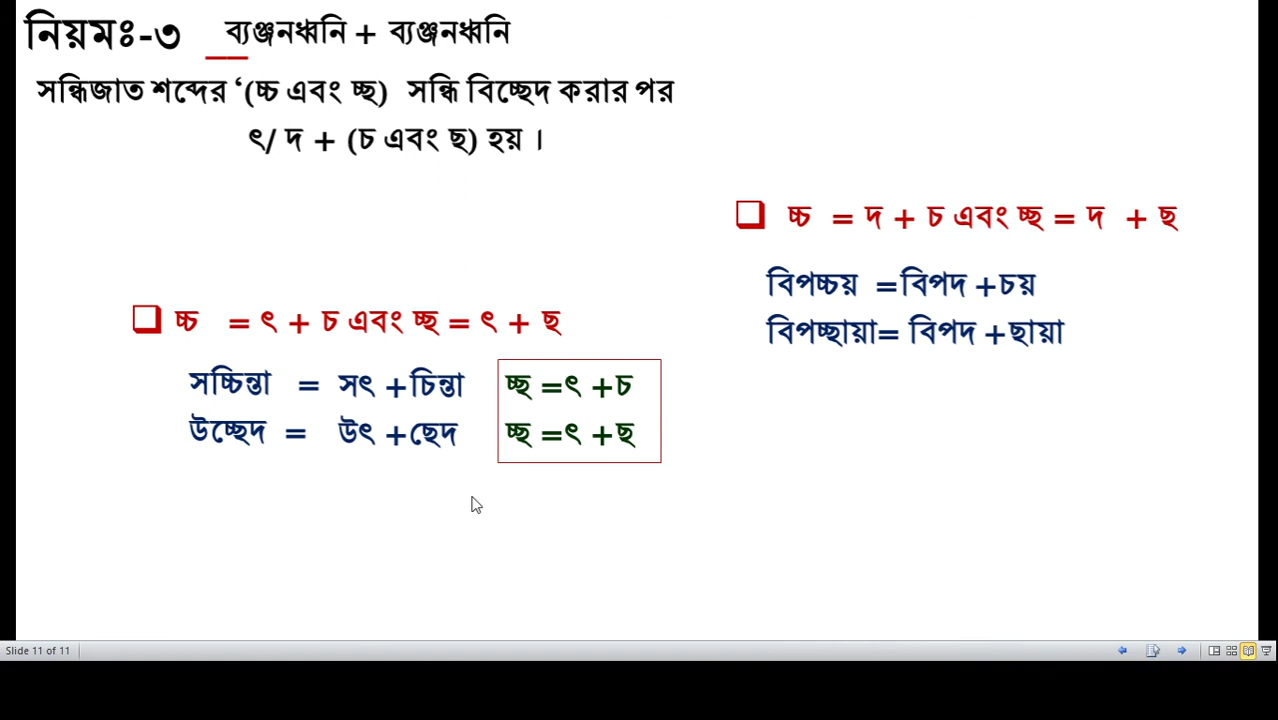 নিয়মঃ-৩ ব্যঞ্জনধ্বনি + ব্যঞ্জনধ্বনি
সন্ধিজাত শব্দের ‘(চ্চ এবং চ্ছ) সন্ধি বিচ্ছেদ করার পর
ৎ/ দ + (চ এবং ছ) হয় ।
❑ চ্চ = দ + চ এবং চ্ছ = দ + ছ
বিপচ্চয় =বিপদ +চয়
বিপচ্ছায়া= বিপদ +ছায়া
❑ চ্চ = ৎ + চ এবং চ্ছ = ৎ + ছ
সচ্চিন্তা = সৎ +চিন্তা
উচ্ছেদ = উৎ +ছেদ
চ্ছ =ৎ +চ
চ্ছ =ৎ +ছ
Slide 11 of 11